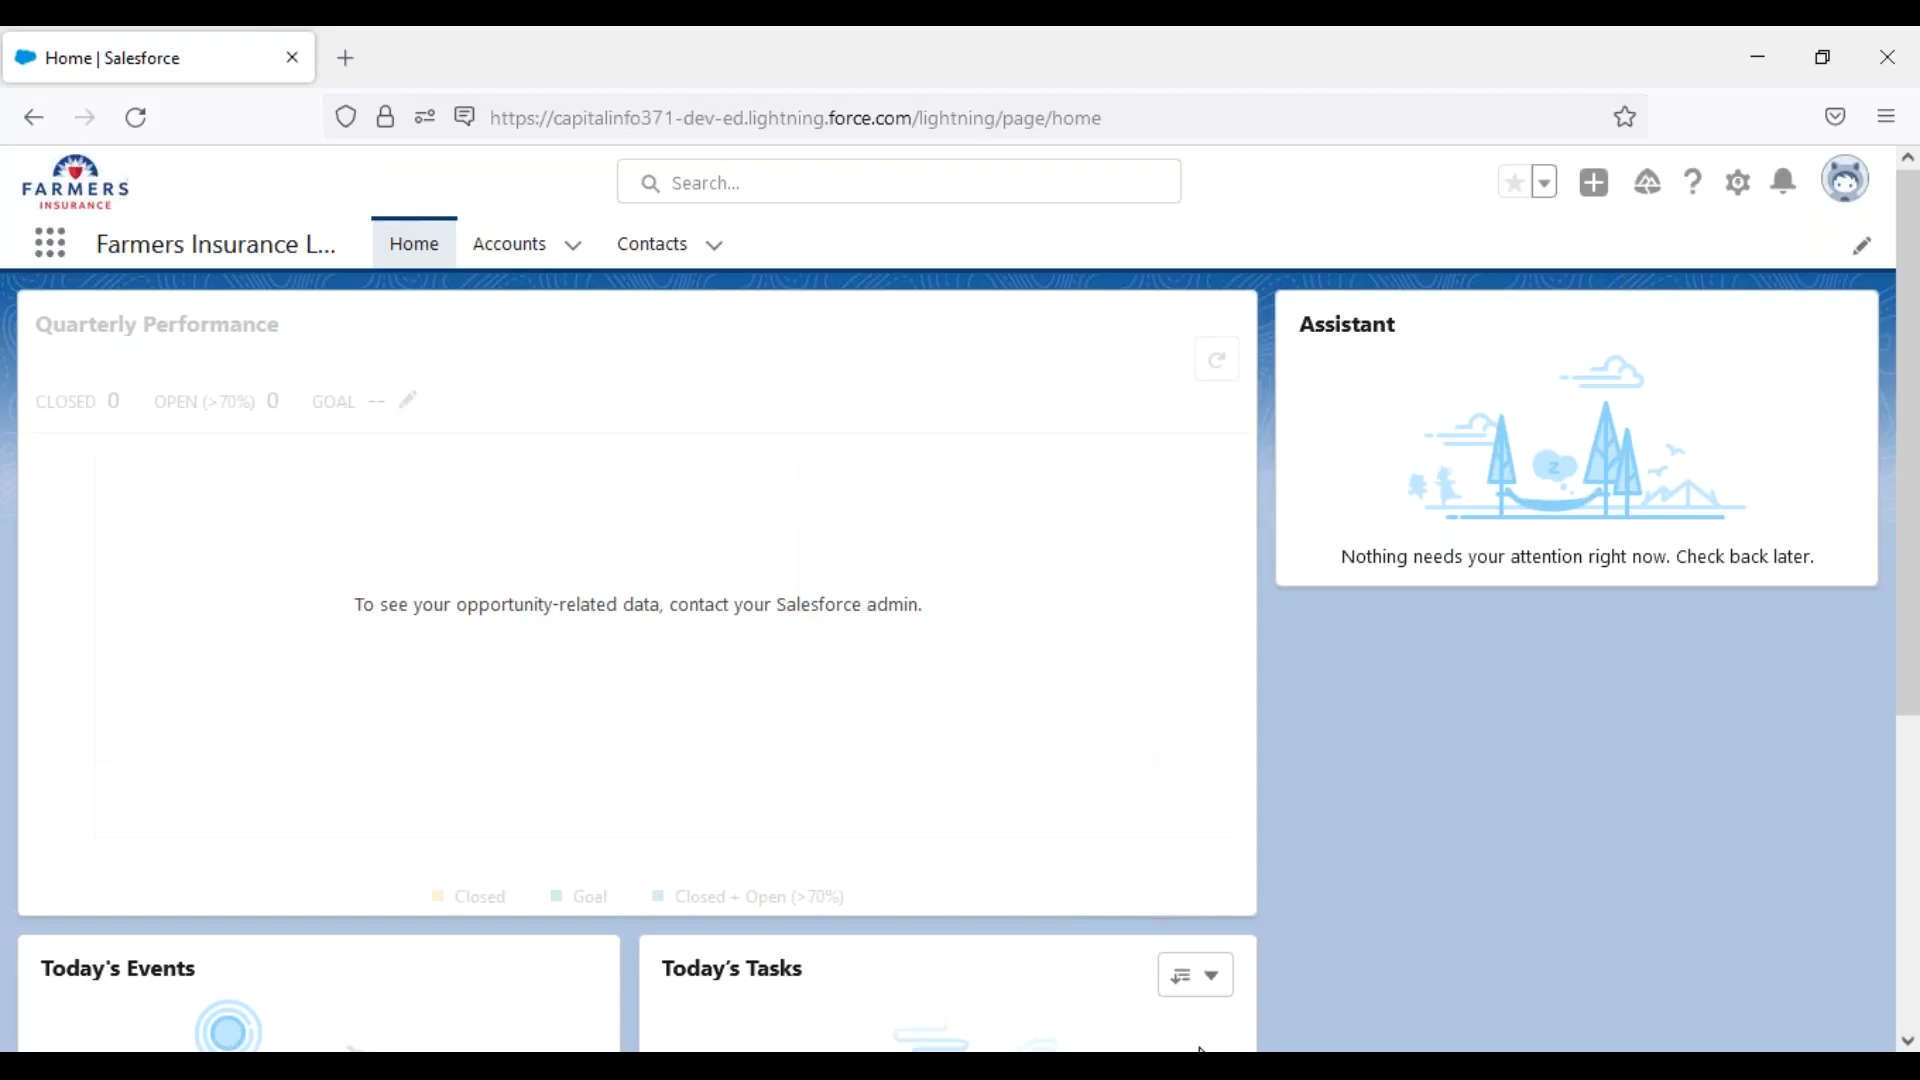 Home | Salesforce
https://capitalinfo371-dev-ed.lightning.force.com/lightning/page/home
FARMERS
INSURANCE
Search...
Farmers Insurance L...
Home
Accounts
Contacts
Quarterly Performance
CLOSED 0 OPEN (>70%) 0 GOAL --
To see your opportunity-related data, contact your Salesforce admin.
Closed
Goal
Closed + Open (>70%)
Assistant
z
Nothing needs your attention right now. Check back later.
Today's Events
Today's Tasks